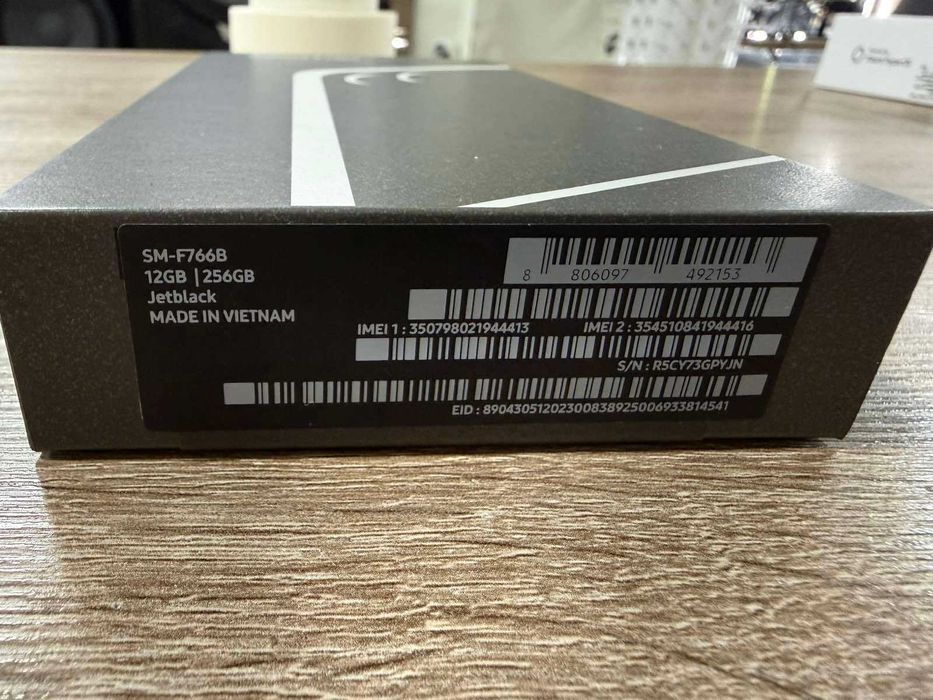 SM-F766B
12GB | 256GB
Jetblack
MADE IN VIETNAM
8 806097 492153
IMEI 1 : 350798021944413 IMEI 2 : 354510841944416
S/N : R5CY73GPYJN
EID : 89043051202300838925006933814541